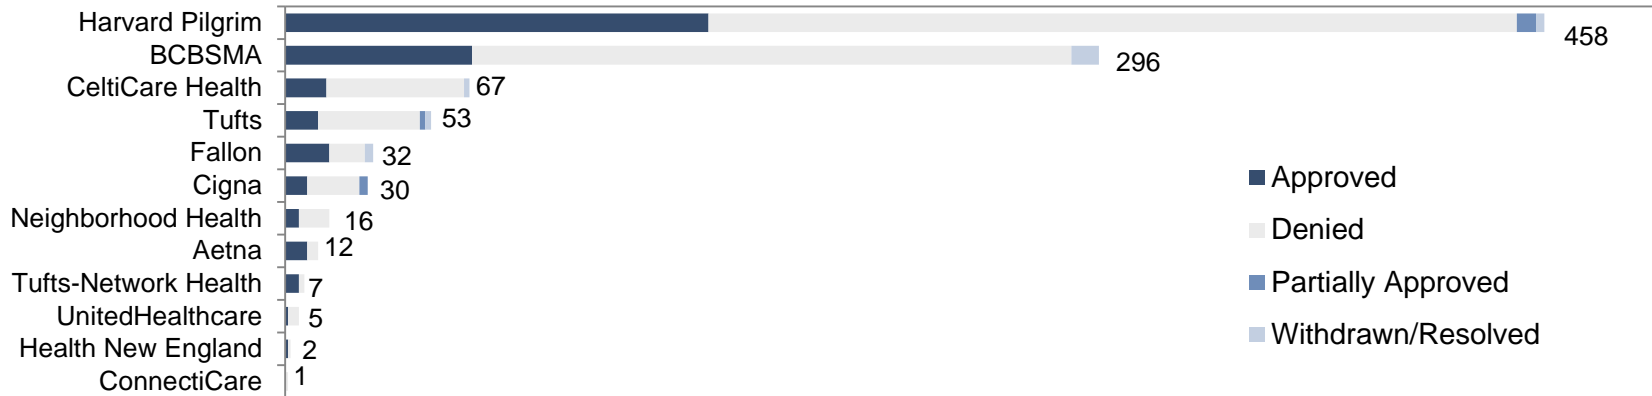 Harvard Pilgrim 458
BCBSMA 296
CeltiCare Health 67
Tufts 53
Fallon 32
Cigna 30
Neighborhood Health 16
Aetna 12
Tufts-Network Health 7
UnitedHealthcare 5
Health New England 2
ConnectiCare 1
Approved
Denied
Partially Approved
Withdrawn/Resolved